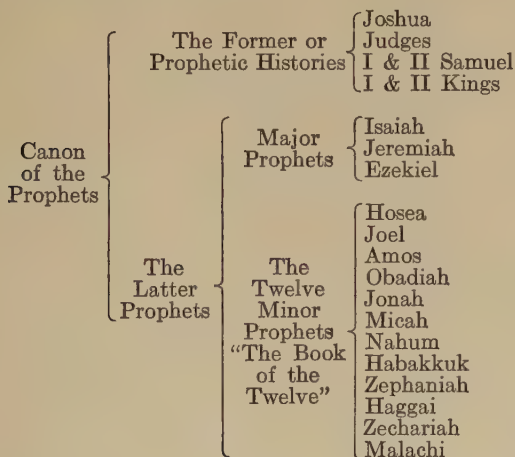 Canon
of the
Prophets
The Former or
Prophetic Histories
Joshua
Judges
I & II Samuel
I & II Kings
The
Latter
Prophets
Major
Prophets
Isaiah
Jeremiah
Ezekiel
The
Twelve
Minor
Prophets
“The Book
of the
Twelve”
Hosea
Joel
Amos
Obadiah
Jonah
Micah
Nahum
Habakkuk
Zephaniah
Haggai
Zechariah
Malachi